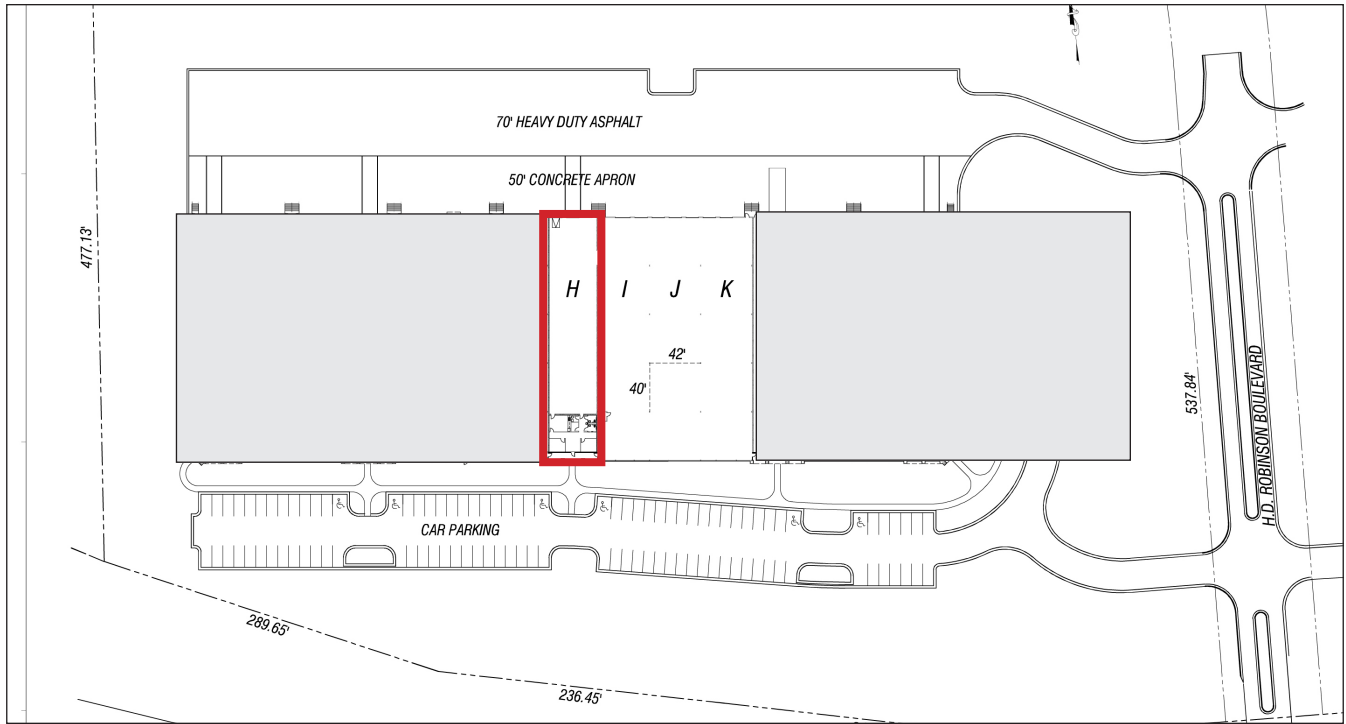 70' HEAVY DUTY ASPHALT
50' CONCRETE APRON
477.13'
H I J K
42'
40'
537.84'
H.D. ROBINSON BOULEVARD
CAR PARKING
289.65'
236.45'